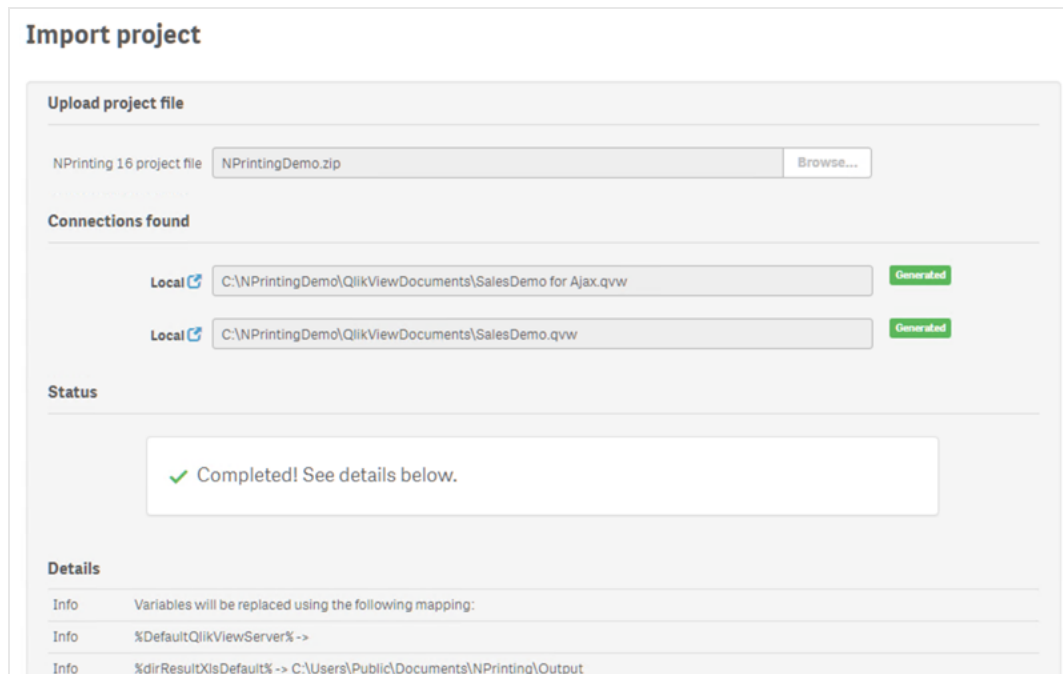 Import project
Upload project file
NPrinting 16 project file NPrintingDemo.zip Browse...
Connections found
Local C:\NPrintingDemo\QlikViewDocuments\SalesDemo for Ajax.qvw Generated
Local C:\NPrintingDemo\QlikViewDocuments\SalesDemo.qvw Generated
Status
Completed! See details below.
Details
Info Variables will be replaced using the following mapping:
Info %DefaultQlikViewServer% ->
Info %dirResultXlsDefault% -> C:\Users\Public\Documents\NPrinting\Output